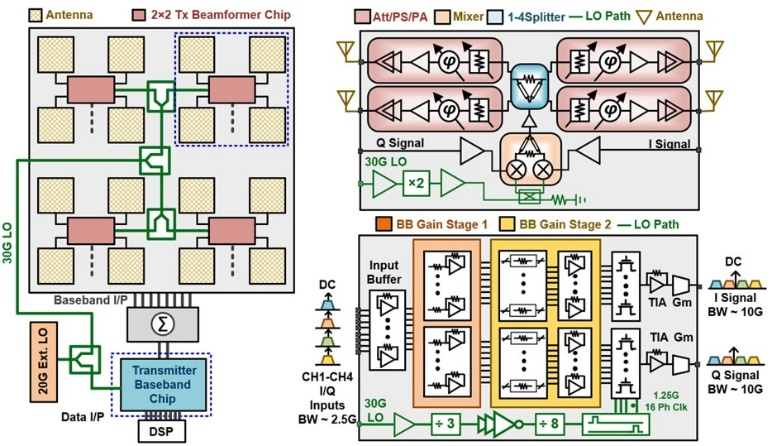 Antenna
2×2 Tx Beamformer Chip
30G LO
Baseband I/P
Σ
20G Ext. LO
Transmitter
Baseband
Chip
Data I/P
DSP
Att/PS/PA
Mixer
1-4Splitter
LO Path
Antenna
φ
φ
φ
φ
Q Signal
I Signal
30G LO
×2
BB Gain Stage 1
BB Gain Stage 2
LO Path
Input
Buffer
DC
CH1-CH4
I/Q
Inputs
BW ~ 2.5G
TIA Gm
DC
I Signal
BW ~ 10G
TIA Gm
Q Signal
BW ~ 10G
30G
LO
÷ 3
÷ 8
1.25G
16 Ph Clk